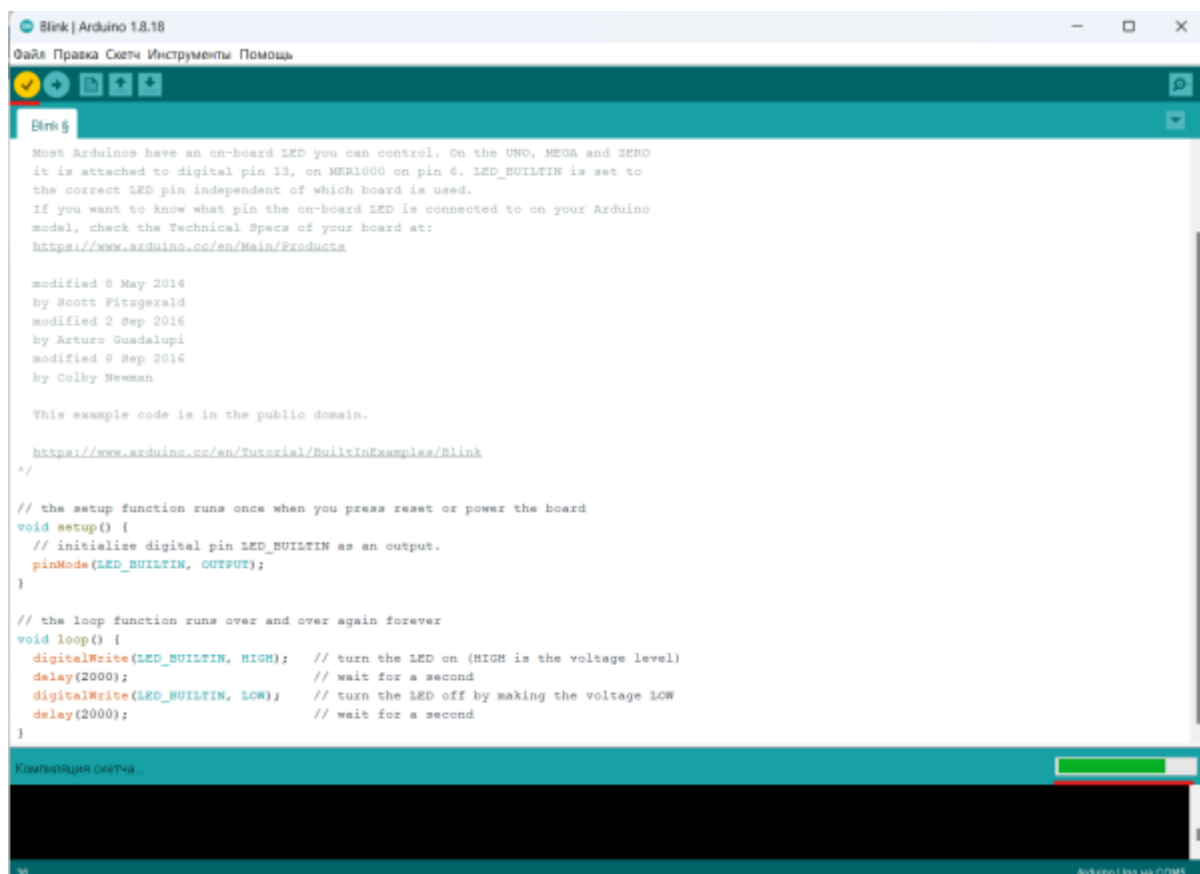 Blink | Arduino 1.8.18
Файл Правка Скетч Инструменты Помощь
Blink §
Most Arduinos have an on-board LED you can control. On the UNO, MEGA and ZERO
it is attached to digital pin 13, on MKR1000 on pin 6. LED_BUILTIN is set to
the correct LED pin independent of which board is used.
If you want to know what pin the on-board LED is connected to on your Arduino
model, check the Technical Specs of your board at:
https://www.arduino.cc/en/Main/Products
modified 8 May 2014
by Scott Fitzgerald
modified 2 Sep 2016
by Arturo Guadalupi
modified 8 Sep 2016
by Colby Newman
This example code is in the public domain.
https://www.arduino.cc/en/Tutorial/BuiltInExamples/Blink
*/
// the setup function runs once when you press reset or power the board
void setup() {
// initialize digital pin LED_BUILTIN as an output.
pinMode(LED_BUILTIN, OUTPUT);
}
// the loop function runs over and over again forever
void loop() {
digitalWrite(LED_BUILTIN, HIGH); // turn the LED on (HIGH is the voltage level)
delay(2000); // wait for a second
digitalWrite(LED_BUILTIN, LOW); // turn the LED off by making the voltage LOW
delay(2000); // wait for a second
}
Компиляция скетча...
Arduino Uno на COM5